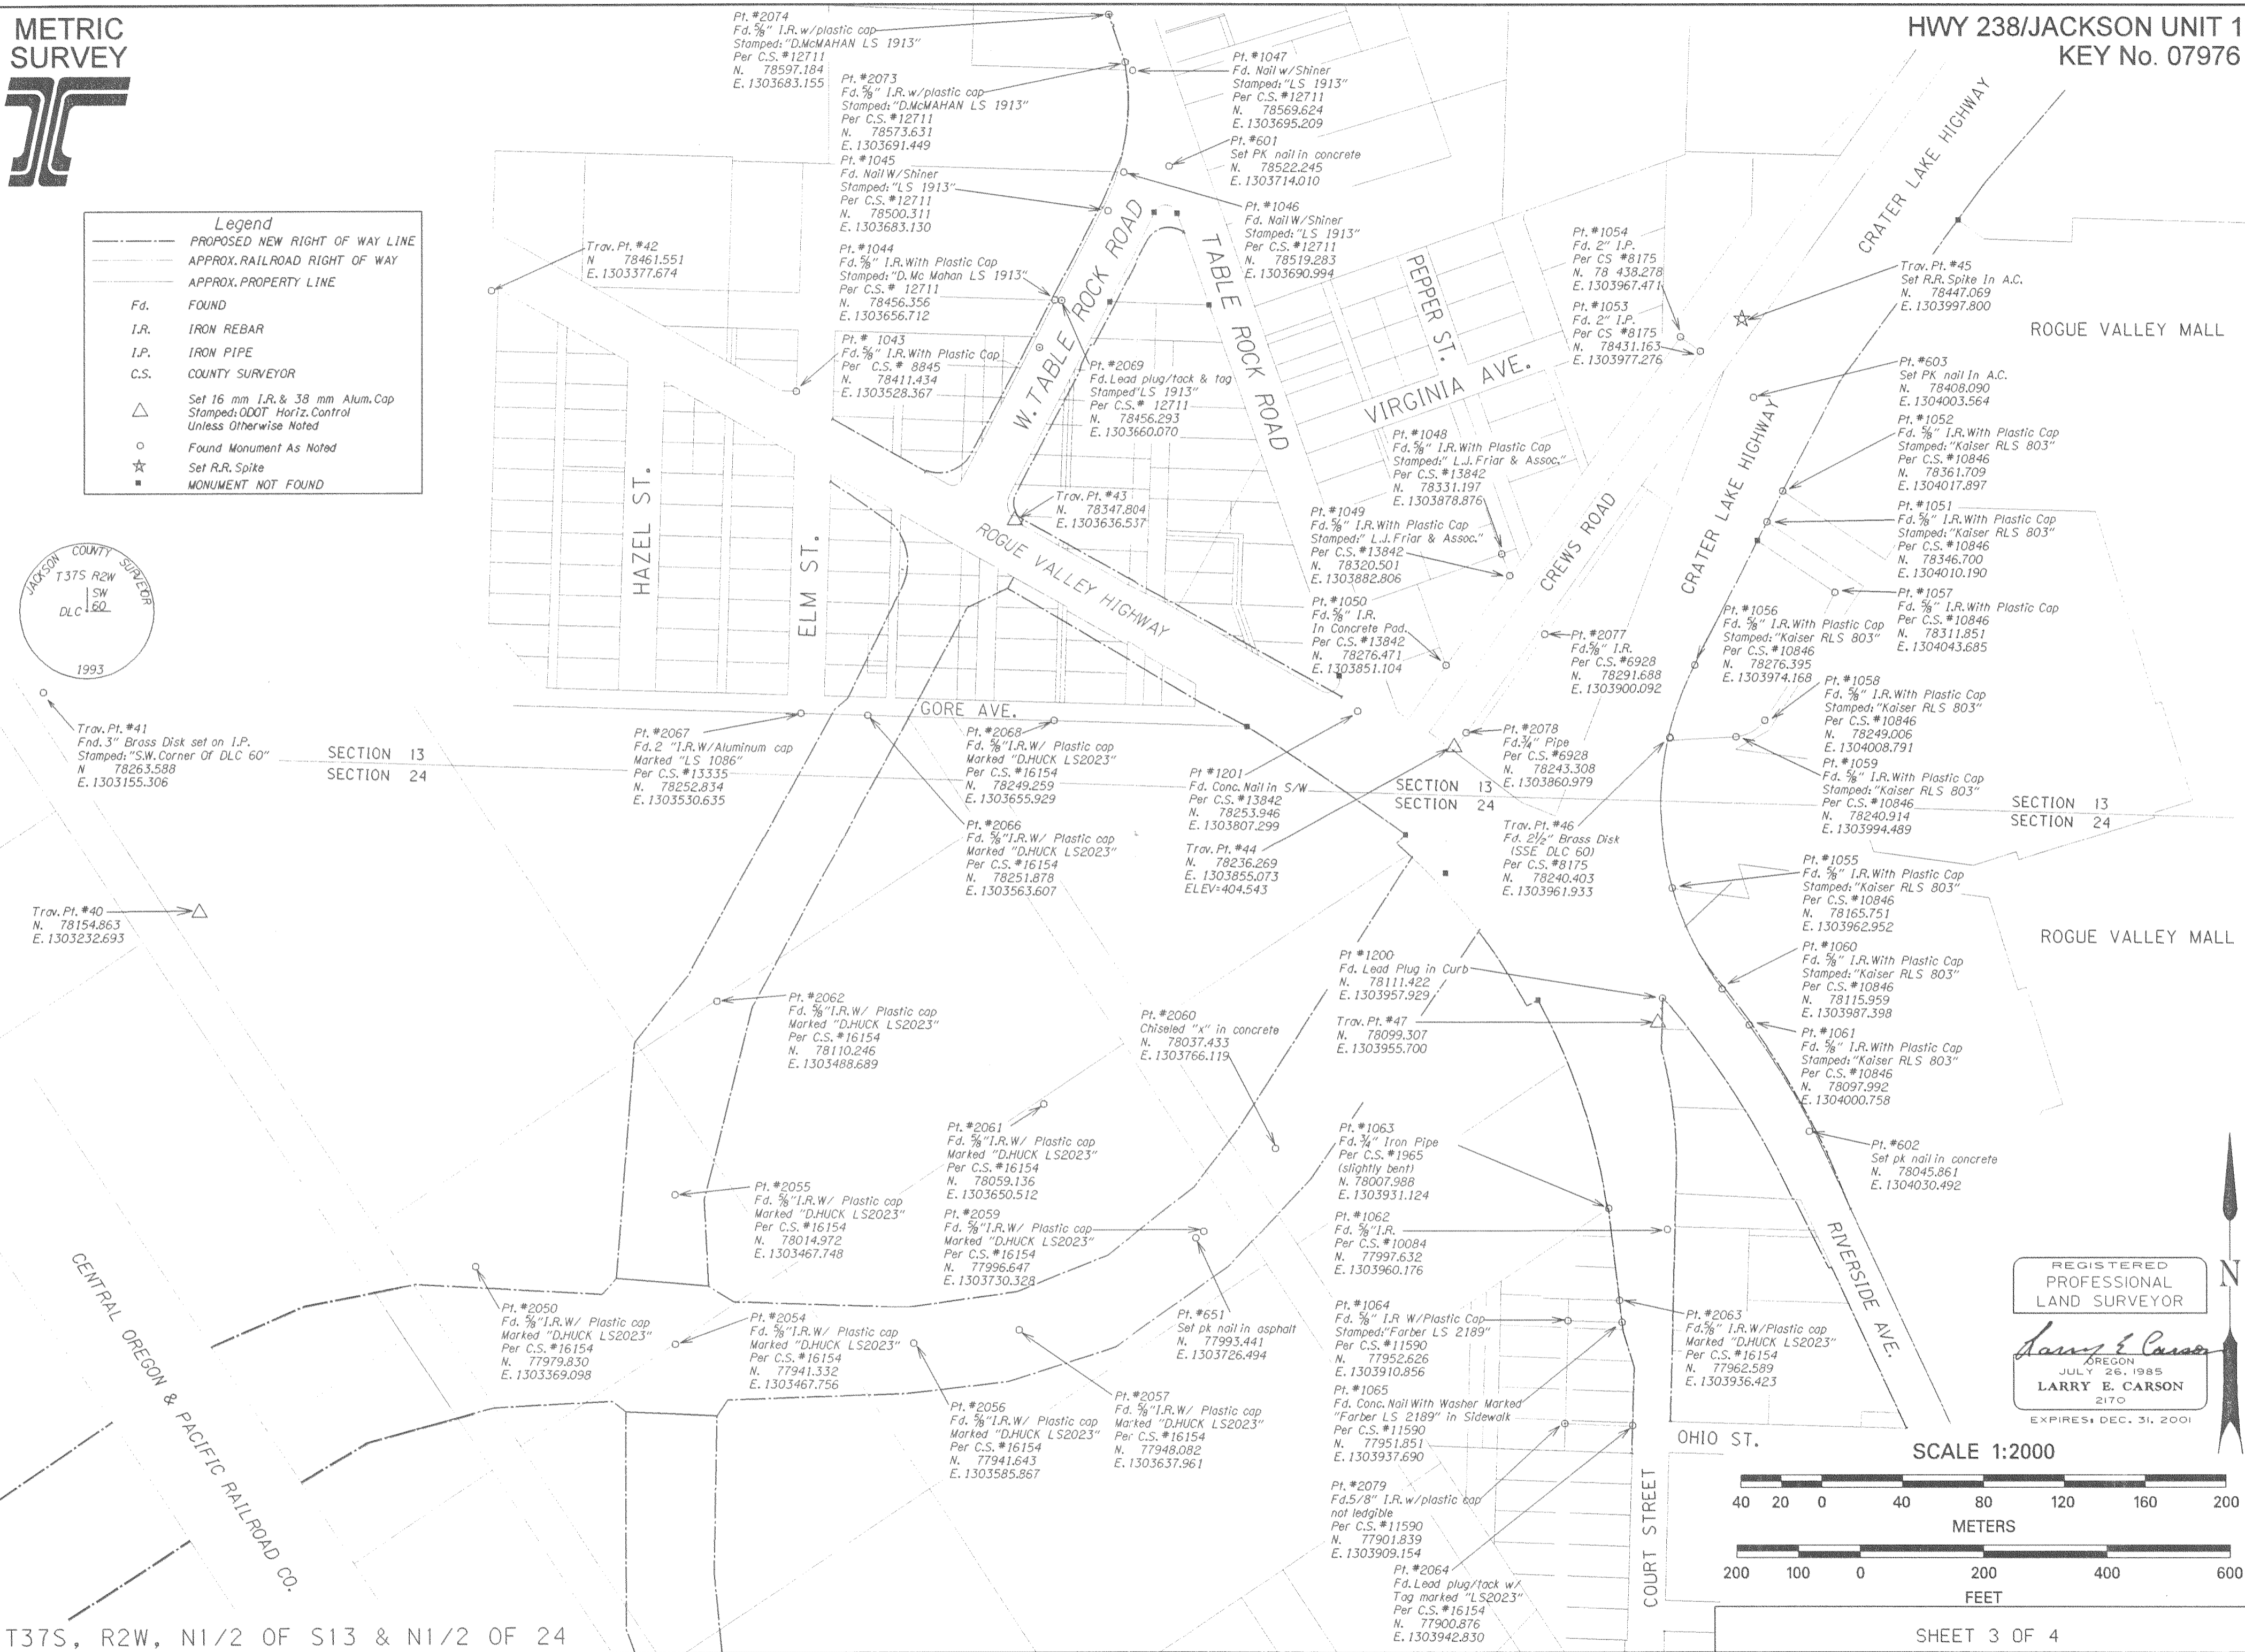 METRIC
SURVEY
HWY 238/JACKSON UNIT 1
KEY No. 07976
Legend
PROPOSED NEW RIGHT OF WAY LINE
APPROX. RAILROAD RIGHT OF WAY
APPROX. PROPERTY LINE
Fd. FOUND
I.R. IRON REBAR
I.P. IRON PIPE
C.S. COUNTY SURVEYOR
Set 16 mm I.R. & 38 mm Alum. Cap
Stamped: ODOT Horiz. Control
Unless Otherwise Noted
Found Monument As Noted
Set R.R. Spike
MONUMENT NOT FOUND
JACKSON COUNTY SURVEYOR
T37S R2W
SW
DLC 60
1993
Pt. #2074
Fd. 5/8" I.R. w/plastic cap
Stamped: "D.McMAHAN LS 1913"
Per C.S. #12711
N. 78597.184
E. 1303683.155
Pt. #2073
Fd. 5/8" I.R. w/plastic cap
Stamped: "D.McMAHAN LS 1913"
Per C.S. #12711
N. 78573.631
E. 1303691.449
Pt. #1045
Fd. Nail W/Shiner
Stamped: "LS 1913"
Per C.S. #12711
N. 78500.311
E. 1303683.130
Pt. #1044
Fd. 5/8" I.R. With Plastic Cap
Stamped: "D. Mc Mahan LS 1913"
Per C.S. # 12711
N. 78456.356
E. 1303656.712
Pt. # 1043
Fd. 5/8" I.R. With Plastic Cap
Per C.S. # 8845
N. 78411.434
E. 1303528.367
Trav. Pt. #42
N 78461.551
E. 1303377.674
Pt. #1047
Fd. Nail w/Shiner
Stamped: "LS 1913"
Per C.S. #12711
N. 78569.624
E. 1303695.209
Pt. #601
Set PK nail in concrete
N. 78522.245
E. 1303714.010
Pt. #1046
Fd. Nail W/Shiner
Stamped: "LS 1913"
Per C.S. #12711
N. 78519.283
E. 1303690.994
Pt. #2069
Fd. Lead plug/tack & tag
Stamped "LS 1913"
Per C.S. # 12711
N. 78456.293
E. 1303660.070
Trav. Pt. #43
N. 78347.804
E. 1303636.537
Pt. #1054
Fd. 2" I.P.
Per CS #8175
N. 78 438.278
E. 1303967.471
Pt. #1053
Fd. 2" I.P.
Per CS #8175
N. 78431.163
E. 1303977.276
Trav. Pt. #45
Set R.R. Spike In A.C.
N. 78447.069
E. 1303997.800
ROGUE VALLEY MALL
Pt. #603
Set PK nail In A.C.
N. 78408.090
E. 1304003.564
Pt. #1052
Fd. 5/8" I.R. With Plastic Cap
Stamped: "Kaiser RLS 803"
Per C.S. #10846
N. 78361.709
E. 1304017.897
Pt. #1051
Fd. 5/8" I.R. With Plastic Cap
Stamped: "Kaiser RLS 803"
Per C.S. #10846
N. 78346.700
E. 1304010.190
Pt. #1057
Fd. 5/8" I.R. With Plastic Cap
Per C.S. #10846
N. 78311.851
E. 1304043.685
Pt. #1048
Fd. 5/8" I.R. With Plastic Cap
Stamped: " L.J. Friar & Assoc."
Per C.S. #13842
N. 78331.197
E. 1303878.876
Pt. #1049
Fd. 5/8" I.R. With Plastic Cap
Stamped: " L.J. Friar & Assoc."
Per C.S. #13842
N. 78320.501
E. 1303882.806
Pt. #1050
Fd. 5/8" I.R.
In Concrete Pad.
Per C.S. #13842
N. 78276.471
E. 1303851.104
Pt. #2077
Fd. 5/8" I.R.
Per C.S. #6928
N. 78291.688
E. 1303900.092
Pt. #1056
Fd. 5/8" I.R. With Plastic Cap
Stamped: "Kaiser RLS 803"
Per C.S. #10846
N. 78276.395
E. 1303974.168
Pt. #1058
Fd. 5/8" I.R. With Plastic Cap
Stamped: "Kaiser RLS 803"
Per C.S. #10846
N. 78249.006
E. 1304008.791
Pt. #1059
Fd. 5/8" I.R. With Plastic Cap
Stamped: "Kaiser RLS 803"
Per C.S. #10846
N. 78240.914
E. 1303994.489
Trav. Pt. #41
Fnd. 3" Brass Disk set on I.P.
Stamped: "S.W. Corner Of DLC 60"
N 78263.588
E. 1303155.306
SECTION 13
SECTION 24
Pt. #2067
Fd. 2 "I.R. W/Aluminum cap
Marked "LS 1086"
Per C.S. #13335
N. 78252.834
E. 1303530.635
Pt. #2068
Fd. 5/8"I.R. W/ Plastic cap
Marked "D.HUCK LS2023"
Per C.S. #16154
N. 78249.259
E. 1303655.929
Pt. #2066
Fd. 5/8"I.R. W/ Plastic cap
Marked "D.HUCK LS2023"
Per C.S. #16154
N. 78251.878
E. 1303563.607
Pt #1201
Fd. Conc. Nail in S/W
Per C.S. #13842
N. 78253.946
E. 1303807.299
Trav. Pt. #44
N. 78236.269
E. 1303855.073
ELEV=404.543
Pt. #2078
Fd. 3/4" Pipe
Per C.S. #6928
N. 78243.308
E. 1303860.979
SECTION 13
SECTION 24
Trav. Pt. #46
Fd. 2 1/2" Brass Disk
(SSE DLC 60)
Per C.S. #8175
N. 78240.403
E. 1303961.933
SECTION 13
SECTION 24
Pt. #1055
Fd. 5/8" I.R. With Plastic Cap
Stamped: "Kaiser RLS 803"
Per C.S. #10846
N. 78165.751
E. 1303962.952
ROGUE VALLEY MALL
Pt. #1060
Fd. 5/8" I.R. With Plastic Cap
Stamped: "Kaiser RLS 803"
Per C.S. #10846
N. 78115.959
E. 1303987.398
Pt. #1061
Fd. 5/8" I.R. With Plastic Cap
Stamped: "Kaiser RLS 803"
Per C.S. #10846
N. 78097.992
E. 1304000.758
Pt. #602
Set pk nail in concrete
N. 78045.861
E. 1304030.492
Trav. Pt. #40
N. 78154.863
E. 1303232.693
Pt. #2062
Fd. 5/8"I.R. W/ Plastic cap
Marked "D.HUCK LS2023"
Per C.S. #16154
N. 78110.246
E. 1303488.689
Pt. #2060
Chiseled "x" in concrete
N. 78037.433
E. 1303766.119
Pt #1200
Fd. Lead Plug in Curb
N. 78111.422
E. 1303957.929
Trav. Pt. #47
N. 78099.307
E. 1303955.700
Pt. #2061
Fd. 5/8"I.R. W/ Plastic cap
Marked "D.HUCK LS2023"
Per C.S. #16154
N. 78059.136
E. 1303650.512
Pt. #2059
Fd. 5/8"I.R. W/ Plastic cap
Marked "D.HUCK LS2023"
Per C.S. #16154
N. 77996.647
E. 1303730.328
Pt. #2055
Fd. 5/8"I.R. W/ Plastic cap
Marked "D.HUCK LS2023"
Per C.S. #16154
N. 78014.972
E. 1303467.748
Pt. #1063
Fd. 3/4" Iron Pipe
Per C.S. #1965
(slightly bent)
N. 78007.988
E. 1303931.124
Pt. #1062
Fd. 5/8"I.R.
Per C.S. #10084
N. 77997.632
E. 1303960.176
Pt. #2050
Fd. 5/8"I.R. W/ Plastic cap
Marked "D.HUCK LS2023"
Per C.S. #16154
N. 77979.830
E. 1303369.098
Pt. #2054
Fd. 5/8"I.R. W/ Plastic cap
Marked "D.HUCK LS2023"
Per C.S. #16154
N. 77941.332
E. 1303467.756
Pt. #2056
Fd. 5/8"I.R. W/ Plastic cap
Marked "D.HUCK LS2023"
Per C.S. #16154
N. 77941.643
E. 1303585.867
Pt. #2057
Fd. 5/8"I.R. W/ Plastic cap
Marked "D.HUCK LS2023"
Per C.S. #16154
N. 77948.082
E. 1303637.961
Pt. #651
Set pk nail in asphalt
N. 77993.441
E. 1303726.494
Pt. #1064
Fd. 5/8" I.R W/Plastic Cap
Stamped: "Farber LS 2189"
Per C.S. #11590
N. 77952.626
E. 1303910.856
Pt. #1065
Fd. Conc. Nail With Washer Marked
"Farber LS 2189" in Sidewalk
Per C.S. #11590
N. 77951.851
E. 1303937.690
Pt. #2079
Fd. 5/8" I.R. w/plastic cap
not ledgible
Per C.S. #11590
N. 77901.839
E. 1303909.154
Pt. #2064
Fd. Lead plug/tack w/
Tag marked "LS2023"
Per C.S. #16154
N. 77900.876
E. 1303942.830
Pt. #2063
Fd. 5/8" I.R. W/Plastic cap
Marked "D.HUCK LS2023"
Per C.S. #16154
N. 77962.589
E. 1303936.423
HAZEL ST.
ELM ST.
GORE AVE.
W. TABLE ROCK ROAD
TABLE ROCK ROAD
PEPPER ST.
VIRGINIA AVE.
ROGUE VALLEY HIGHWAY
CREWS ROAD
CRATER LAKE HIGHWAY
CRATER LAKE HIGHWAY
RIVERSIDE AVE.
OHIO ST.
COURT STREET
CENTRAL OREGON & PACIFIC RAILROAD CO.
N
REGISTERED
PROFESSIONAL
LAND SURVEYOR
Larry E Carson
OREGON
JULY 26, 1985
LARRY E. CARSON
2170
EXPIRES: DEC. 31, 2001
SCALE 1:2000
40 20 0 40 80 120 160 200
METERS
200 100 0 200 400 600
FEET
T37S, R2W, N1/2 OF S13 & N1/2 OF 24
SHEET 3 OF 4